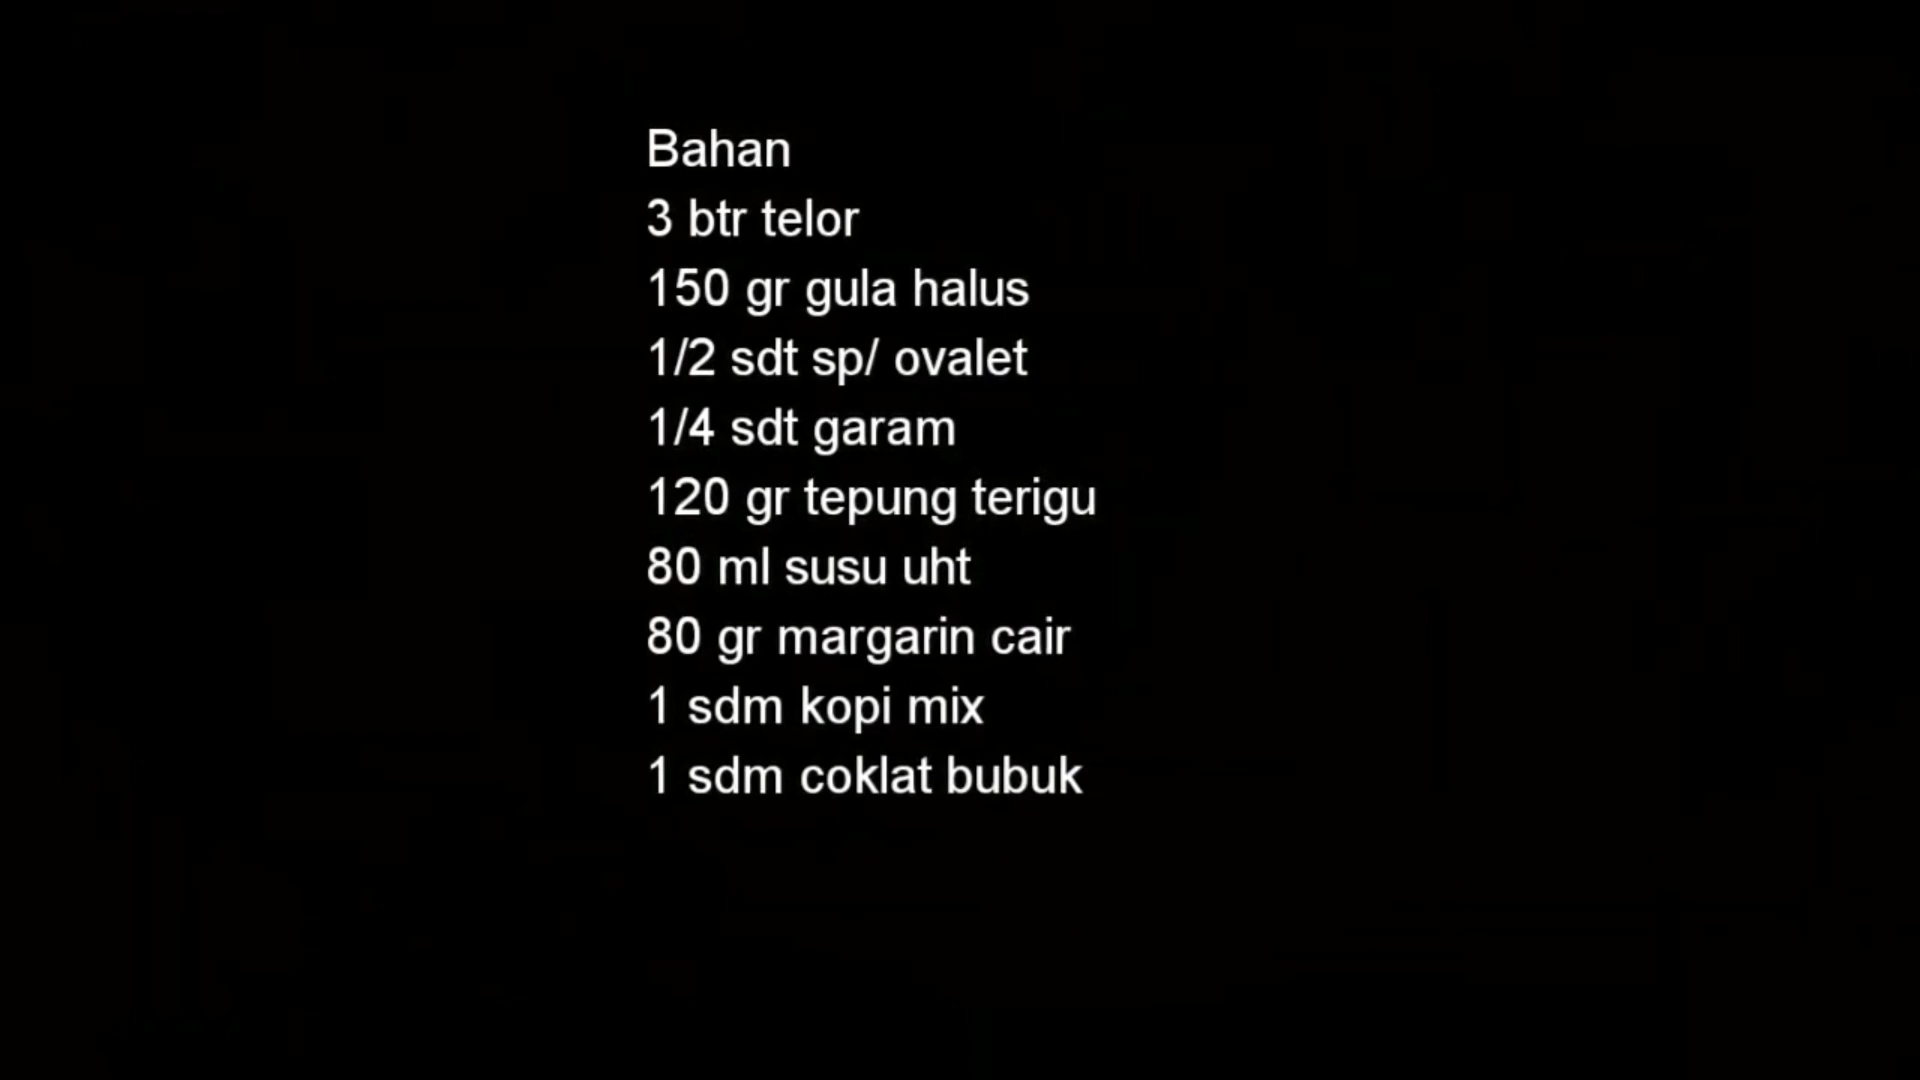 Bahan
3 btr telor
150 gr gula halus
1/2 sdt sp/ ovalet
1/4 sdt garam
120 gr tepung terigu
80 ml susu uht
80 gr margarin cair
1 sdm kopi mix
1 sdm coklat bubuk